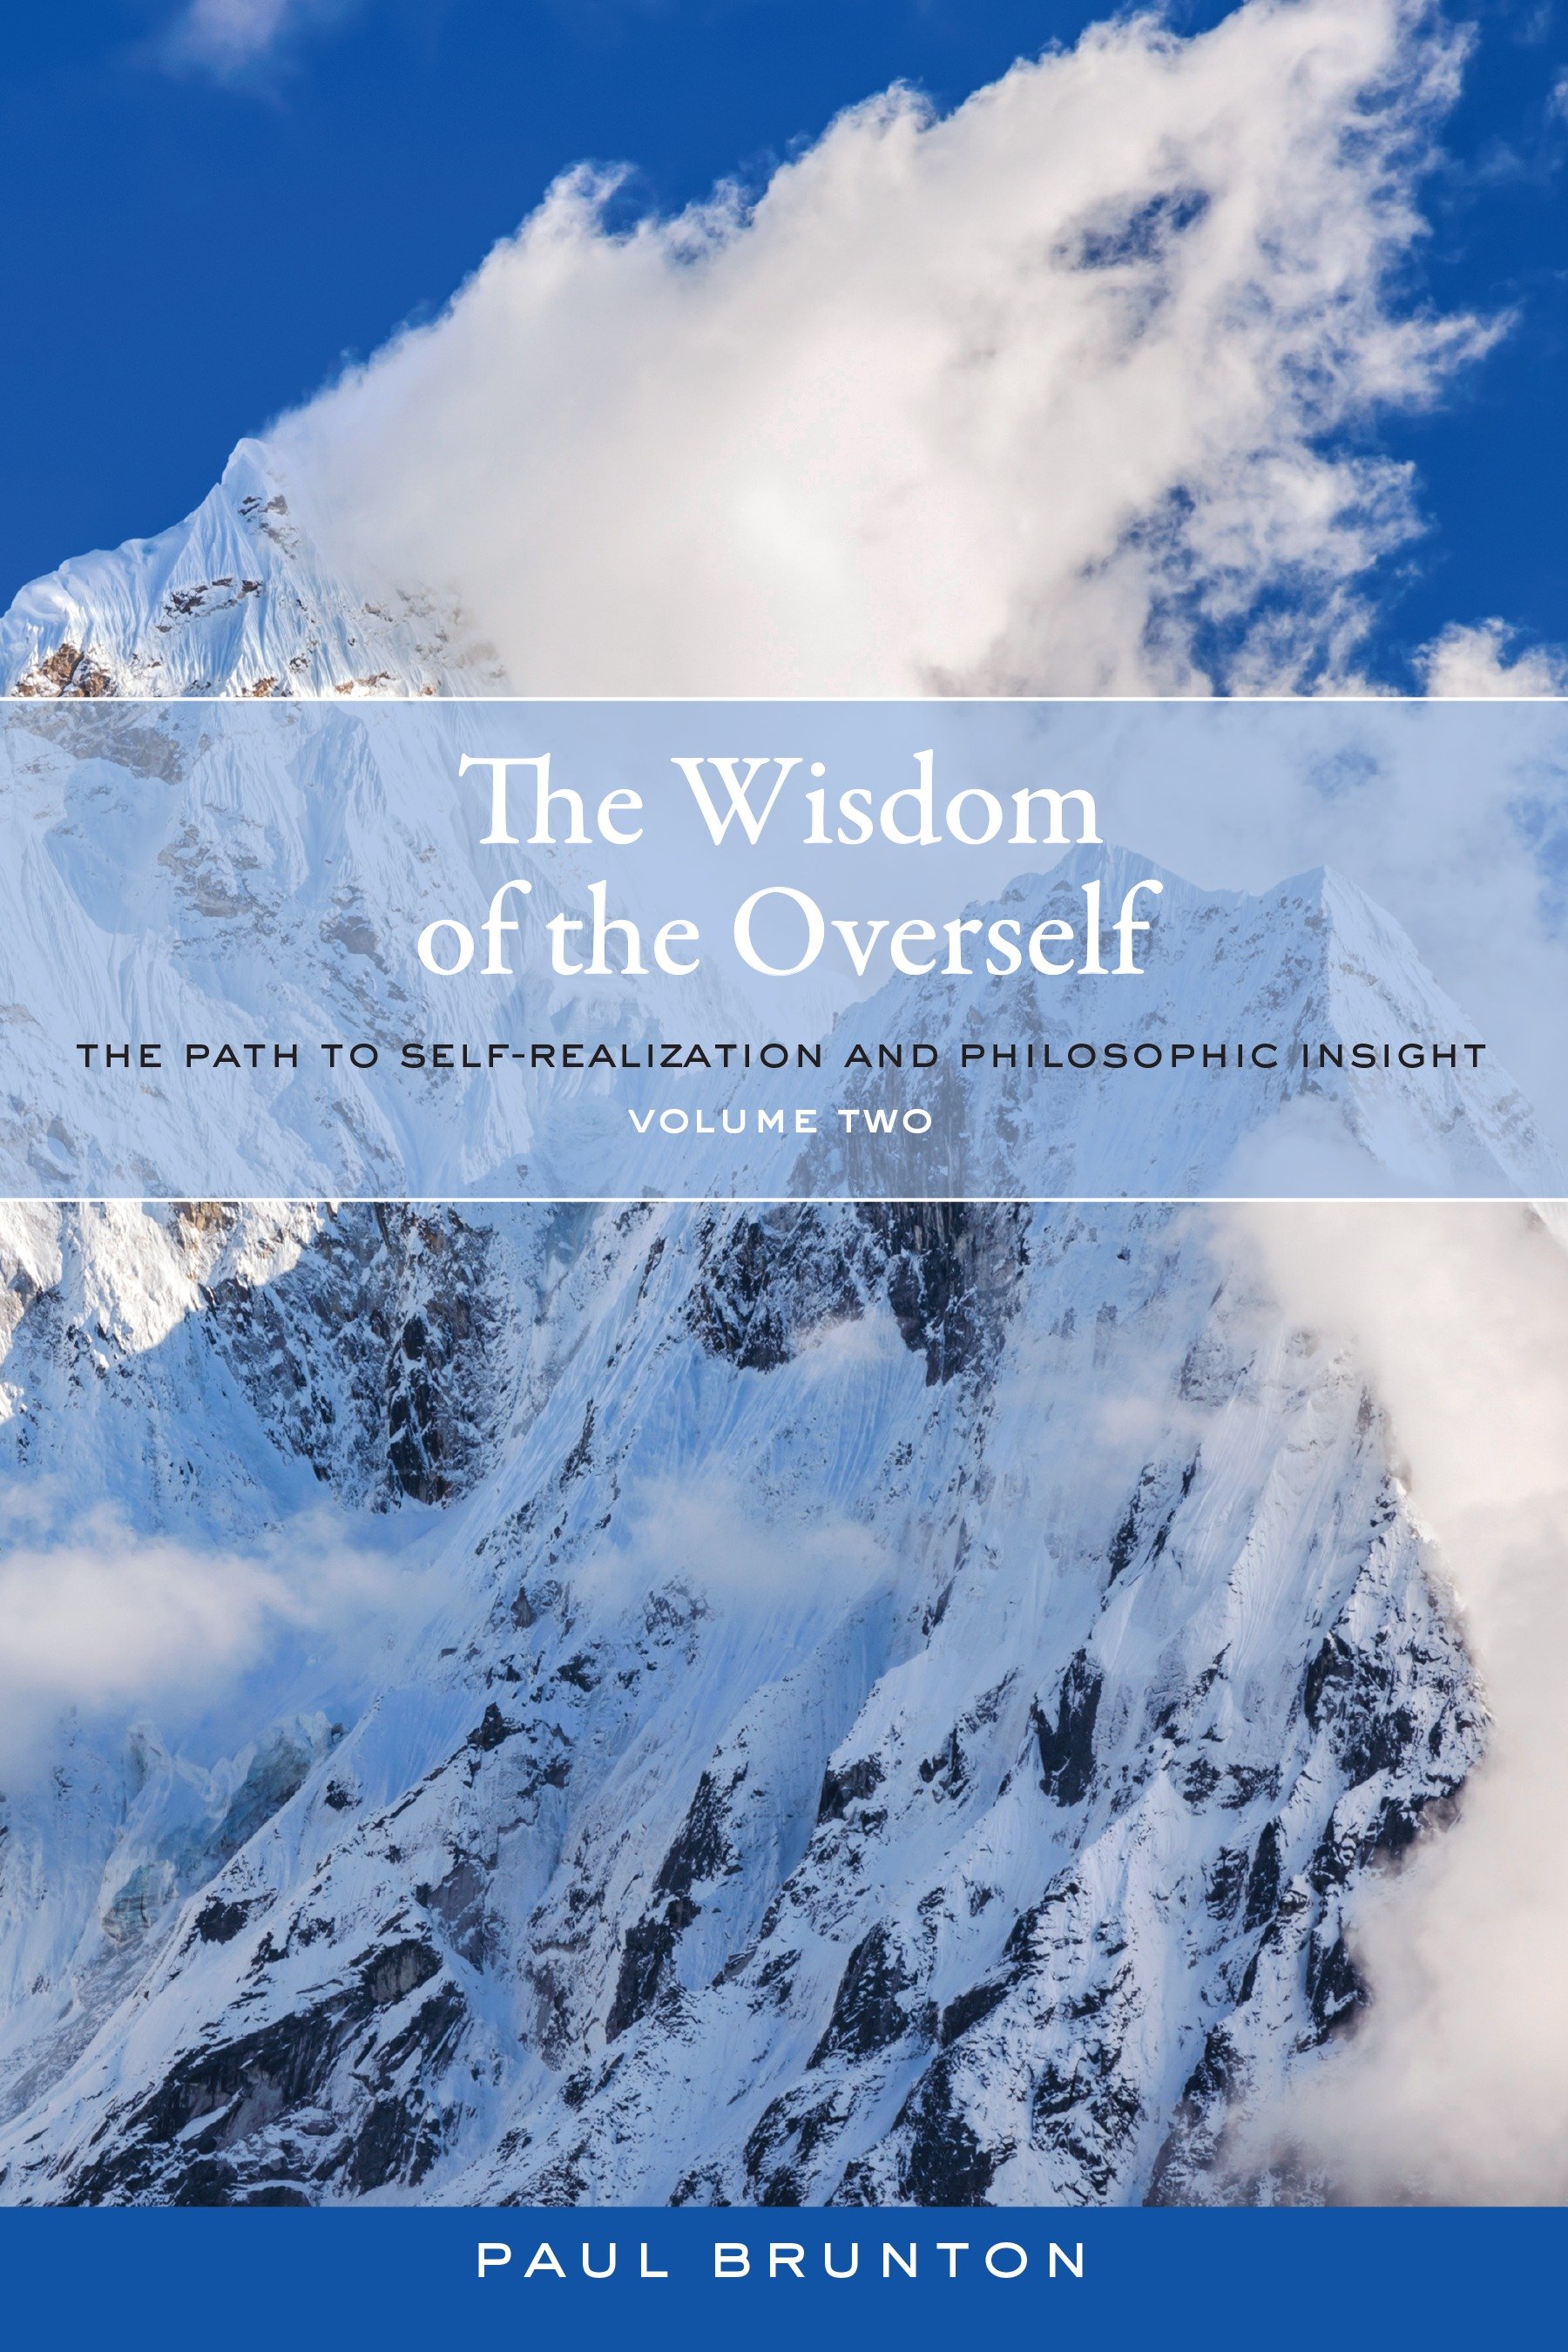 The Wisdom
of the Overself
THE PATH TO SELF-REALIZATION AND PHILOSOPHIC INSIGHT
VOLUME TWO
PAUL BRUNTON